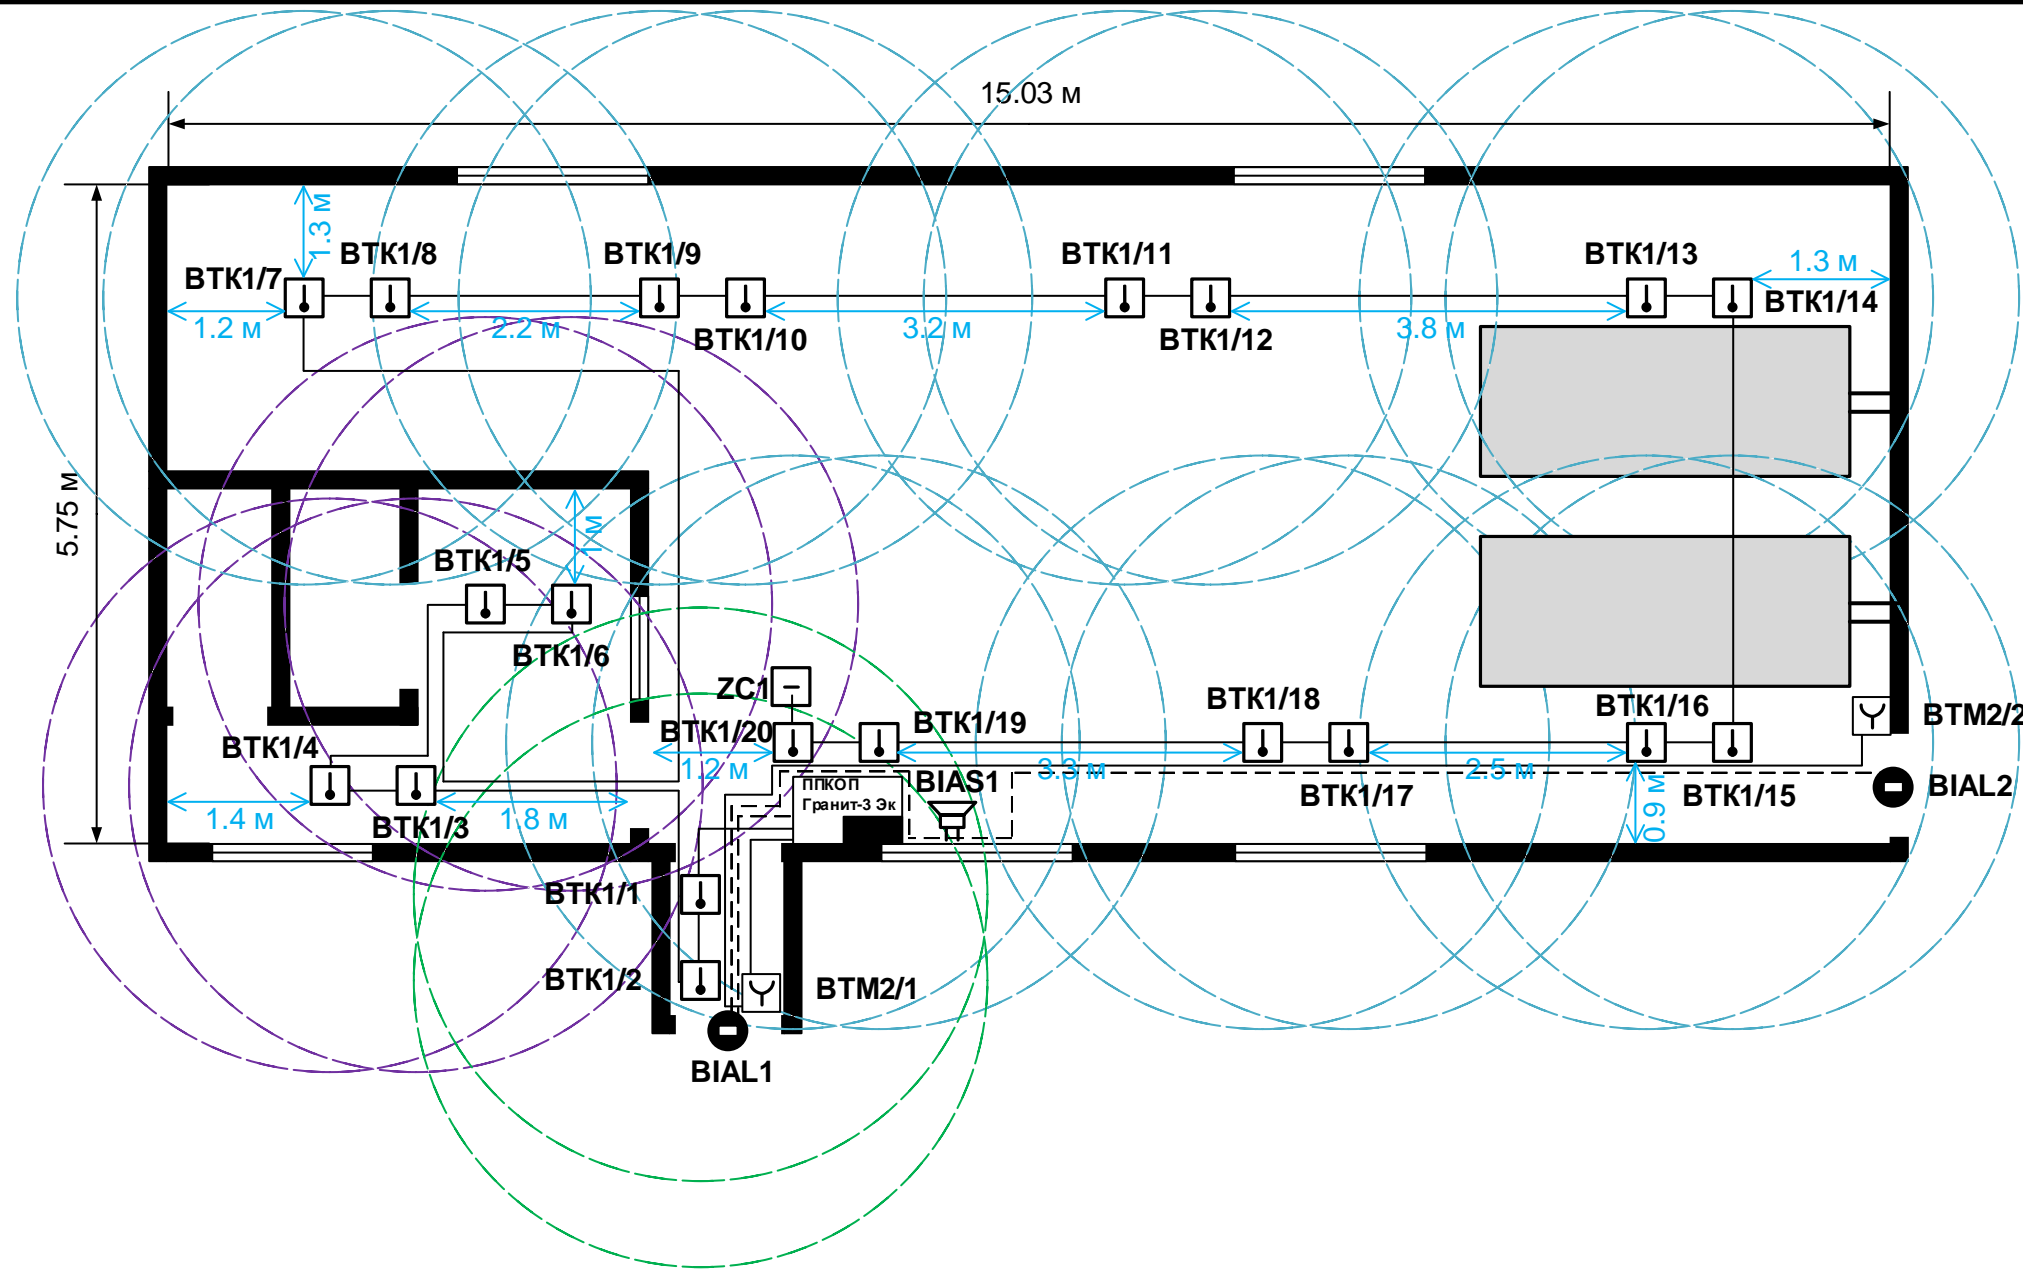 15.03 м
5.75 м
1.3 м
ВТК1/7
ВТК1/8
ВТК1/9
ВТК1/11
ВТК1/13
1.3 м
ВТК1/14
1.2 м
2.2 м
ВТК1/10
3.2 м
ВТК1/12
3.8 м
1 м
ВТК1/5
ВТК1/6
ZC1
ВТК1/20
ВТК1/19
ВТК1/18
ВТК1/16
BTM2/2
ВТК1/4
1.2 м
3.3 м
2.5 м
0.9 м
ППКОП
Гранит-3 Эк
BIAS1
ВТК1/17
ВТК1/15
BIAL2
1.4 м
ВТК1/3
1.8 м
ВТК1/1
ВТК1/2
BTM2/1
BIAL1